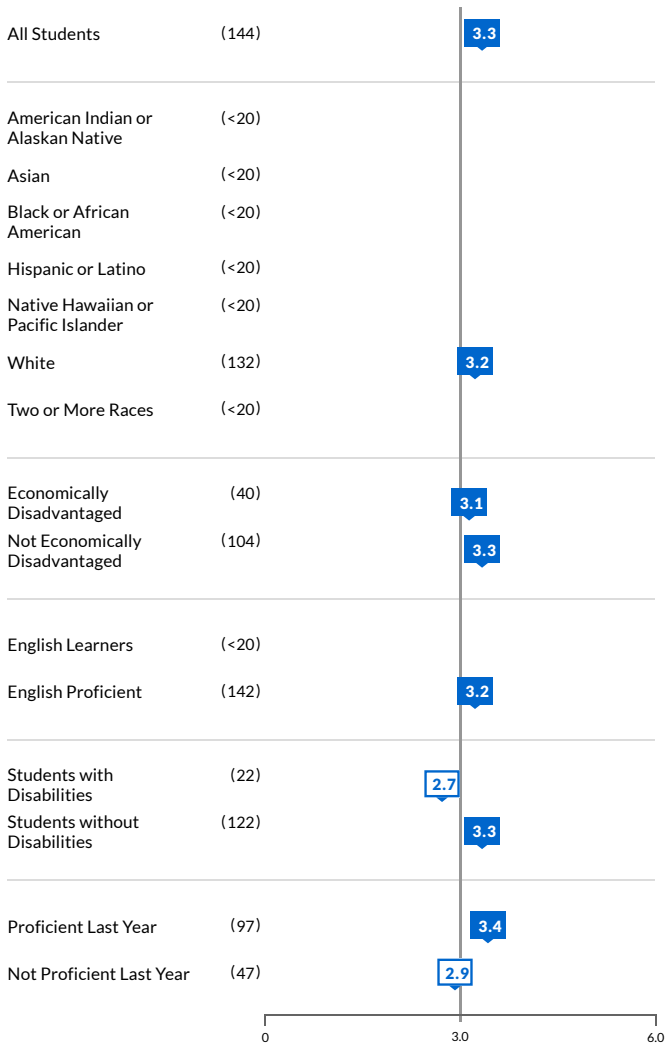 All Students (144) 3.3
American Indian or (<20)
Alaskan Native
Asian (<20)
Black or African (<20)
American
Hispanic or Latino (<20)
Native Hawaiian or (<20)
Pacific Islander
White (132) 3.2
Two or More Races (<20)
Economically (40) 3.1
Disadvantaged
Not Economically (104) 3.3
Disadvantaged
English Learners (<20)
English Proficient (142) 3.2
Students with (22) 2.7
Disabilities
Students without (122) 3.3
Disabilities
Proficient Last Year (97) 3.4
Not Proficient Last Year (47) 2.9
0 3.0 6.0